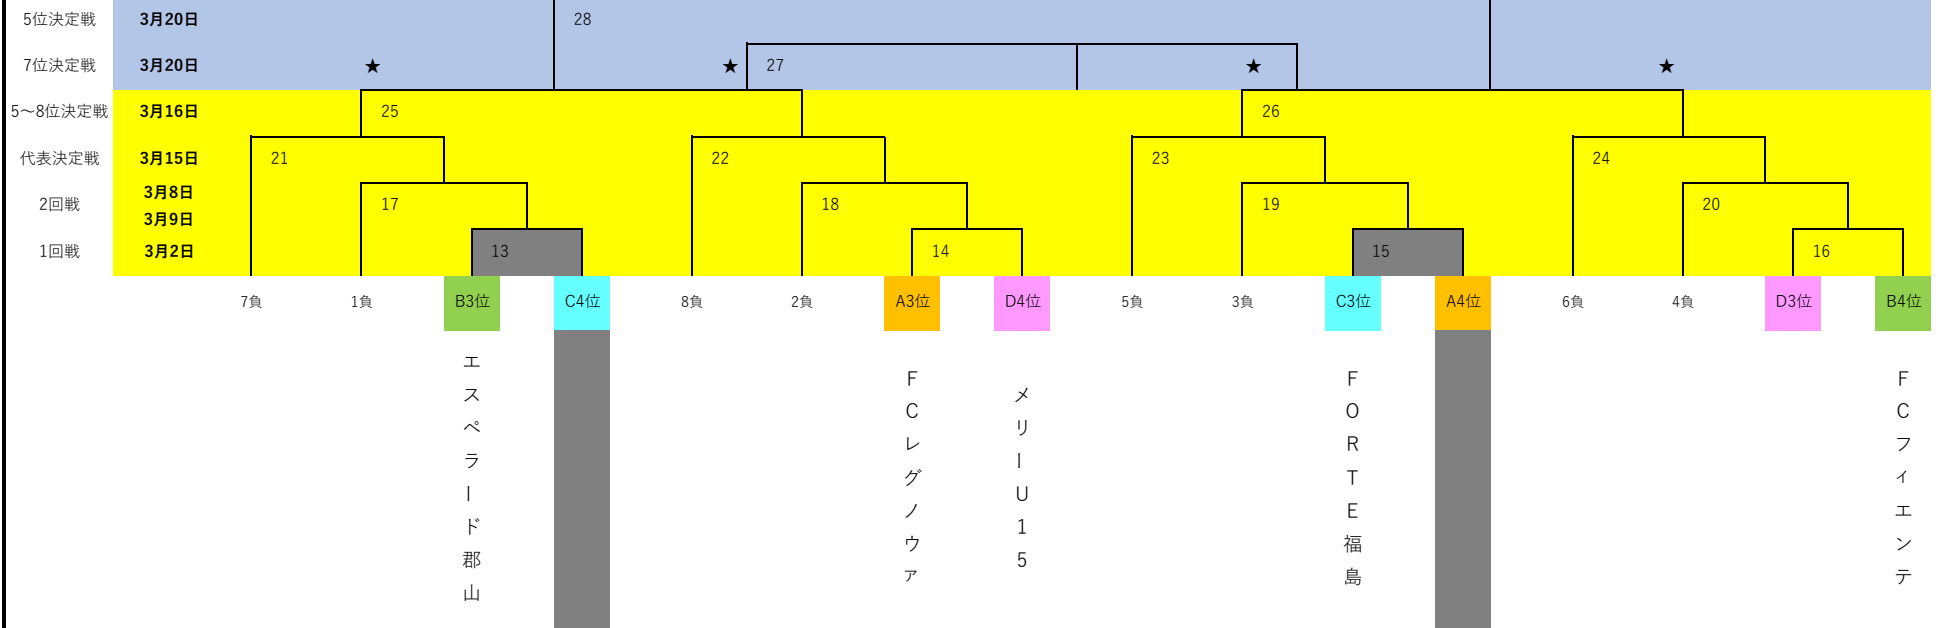 5位決定戦 3月20日 28
7位決定戦 3月20日 ★ ★ 27 ★ ★
5～8位決定戦 3月16日 25 26
代表決定戦 3月15日 21 22 23 24
3月8日
2回戦 17 18 19 20
3月9日
1回戦 3月2日 13 14 15 16
7負 1負 B3位 C4位 8負 2負 A3位 D4位 5負 3負 C3位 A4位 6負 4負 D3位 B4位
エスペラード郡山
FCレグノウァ
メリーU15
FORTE福島
FCフィエンテ